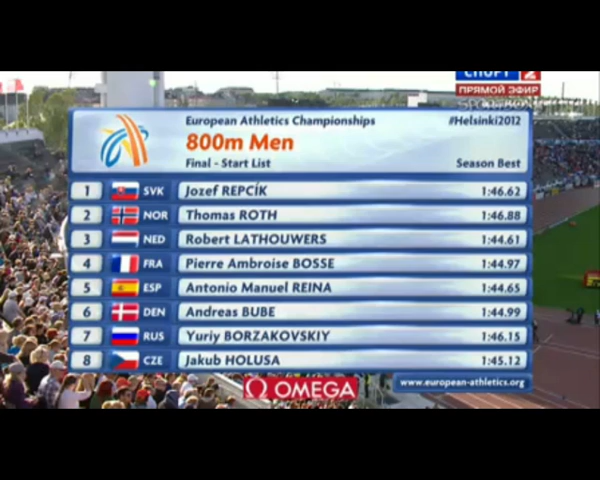 СПОРТ 2
ПРЯМОЙ ЭФИР
European Athletics Championships #Helsinki2012
800m Men
Final - Start List Season Best
1 SVK Jozef REPCÍK 1:46.62
2 NOR Thomas ROTH 1:46.88
3 NED Robert LATHOUWERS 1:44.61
4 FRA Pierre Ambroise BOSSE 1:44.97
5 ESP Antonio Manuel REINA 1:44.65
6 DEN Andreas BUBE 1:44.99
7 RUS Yuriy BORZAKOVSKIY 1:46.15
8 CZE Jakub HOLUSA 1:45.12
Ω OMEGA www.european-athletics.org